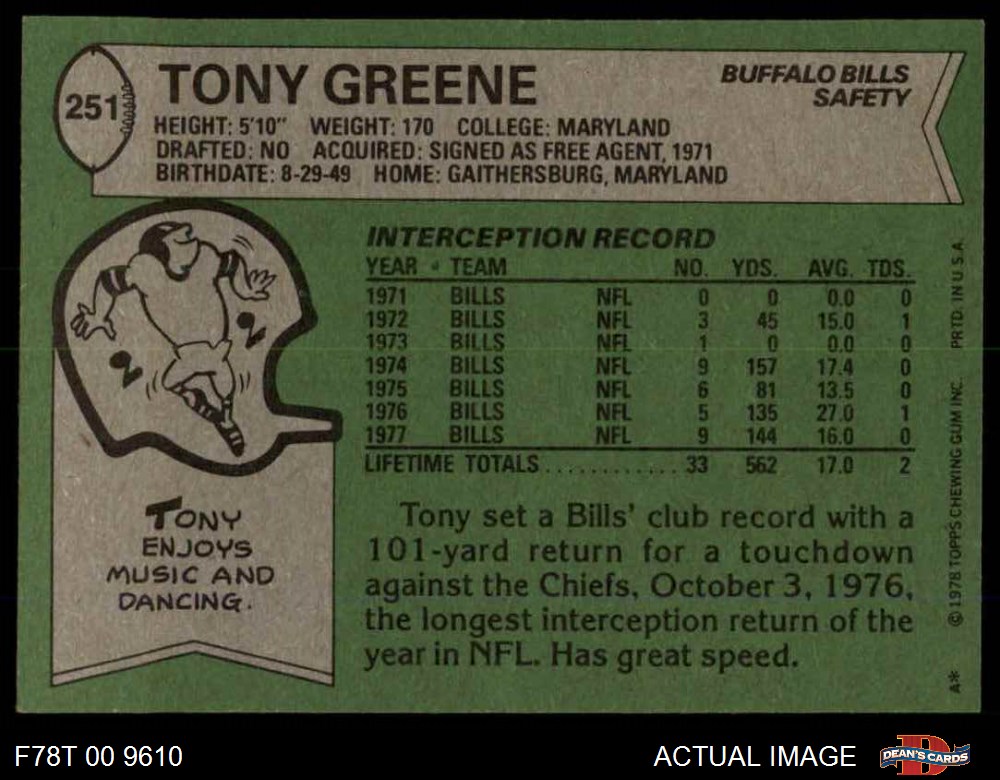 251
TONY GREENE
BUFFALO BILLS
SAFETY
HEIGHT: 5'10" WEIGHT: 170 COLLEGE: MARYLAND
DRAFTED: NO ACQUIRED: SIGNED AS FREE AGENT, 1971
BIRTHDATE: 8-29-49 HOME: GAITHERSBURG, MARYLAND
INTERCEPTION RECORD
YEAR TEAM NO. YDS. AVG. TDS.
1971 BILLS NFL 0 0 0.0 0
1972 BILLS NFL 3 45 15.0 1
1973 BILLS NFL 1 0 0.0 0
1974 BILLS NFL 9 157 17.4 0
1975 BILLS NFL 6 81 13.5 0
1976 BILLS NFL 5 135 27.0 1
1977 BILLS NFL 9 144 16.0 0
LIFETIME TOTALS............ 33 562 17.0 2
TONY
ENJOYS
MUSIC AND
DANCING.
Tony set a Bills' club record with a
101-yard return for a touchdown
against the Chiefs, October 3, 1976,
the longest interception return of the
year in NFL. Has great speed.
A* © 1978 TOPPS CHEWING GUM INC. PRTD. IN U.S.A.
F78T 00 9610
ACTUAL IMAGE
DEAN'S CARDS